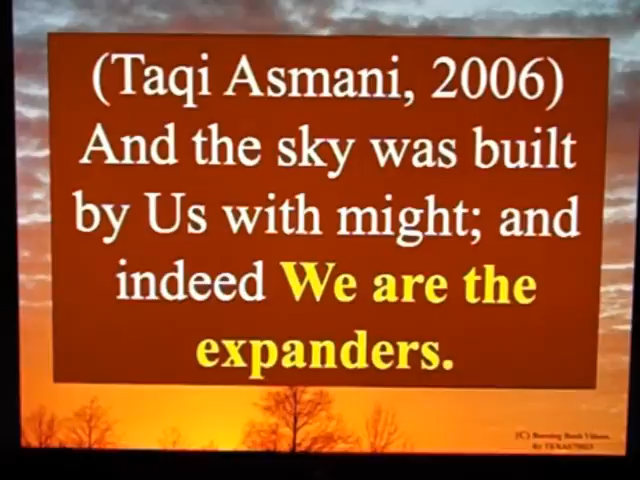 (Taqi Asmani, 2006)
And the sky was built
by Us with might; and
indeed We are the
expanders.